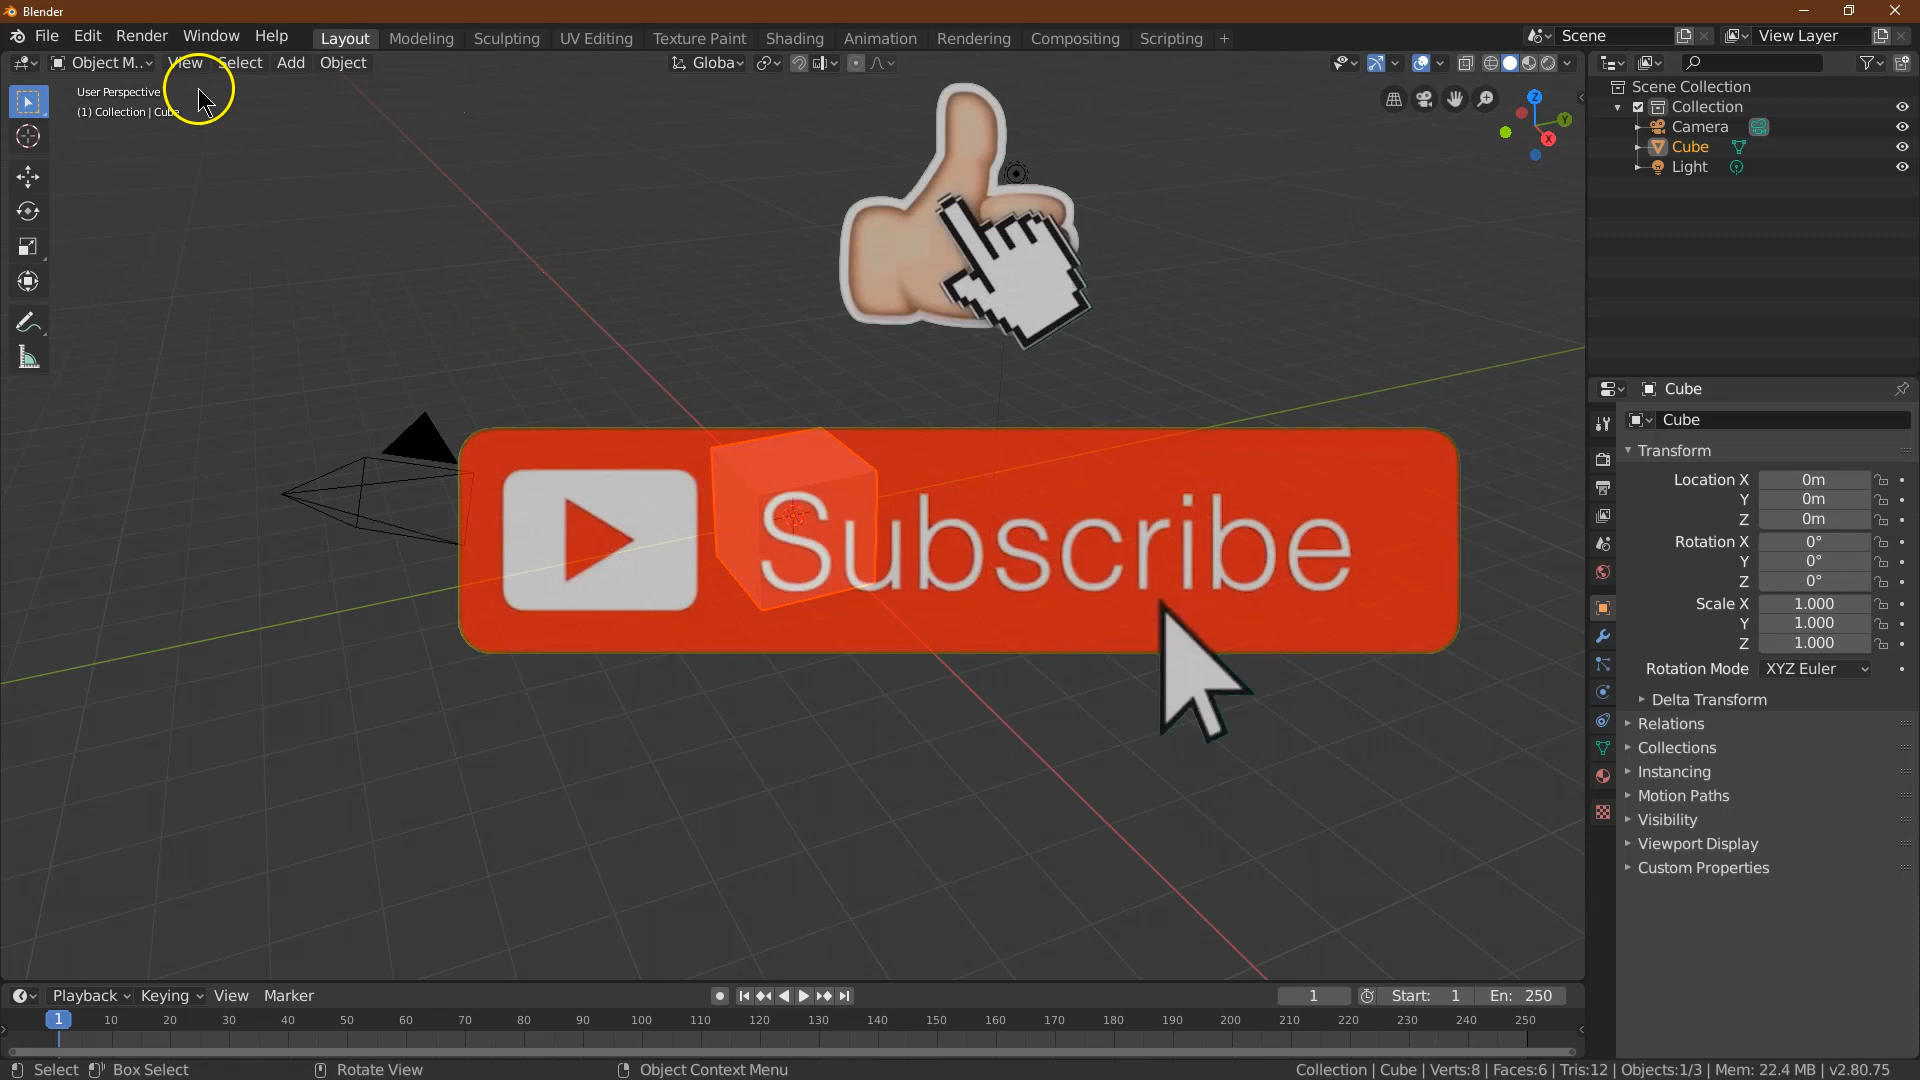 Blender
File Edit Render Window Help
Layout Modeling Sculpting UV Editing Texture Paint Shading Animation Rendering Compositing Scripting +
Scene
View Layer
Object M..
View Select Add Object
Globa
User Perspective
(1) Collection | Cube
Z
Y
X
Scene Collection
Collection
Camera
Cube
Light
Cube
Cube
Transform
Location X 0m
Y 0m
Z 0m
Rotation X 0°
Y 0°
Z 0°
Scale X 1.000
Y 1.000
Z 1.000
Rotation Mode XYZ Euler
Delta Transform
Relations
Collections
Instancing
Motion Paths
Visibility
Viewport Display
Custom Properties
Subscribe
Playback Keying View Marker
1 Start: 1 En: 250
1 10 20 30 40 50 60 70 80 90 100 110 120 130 140 150 160 170 180 190 200 210 220 230 240 250
Select Box Select Rotate View Object Context Menu
Collection | Cube | Verts:8 | Faces:6 | Tris:12 | Objects:1/3 | Mem: 22.4 MB | v2.80.75